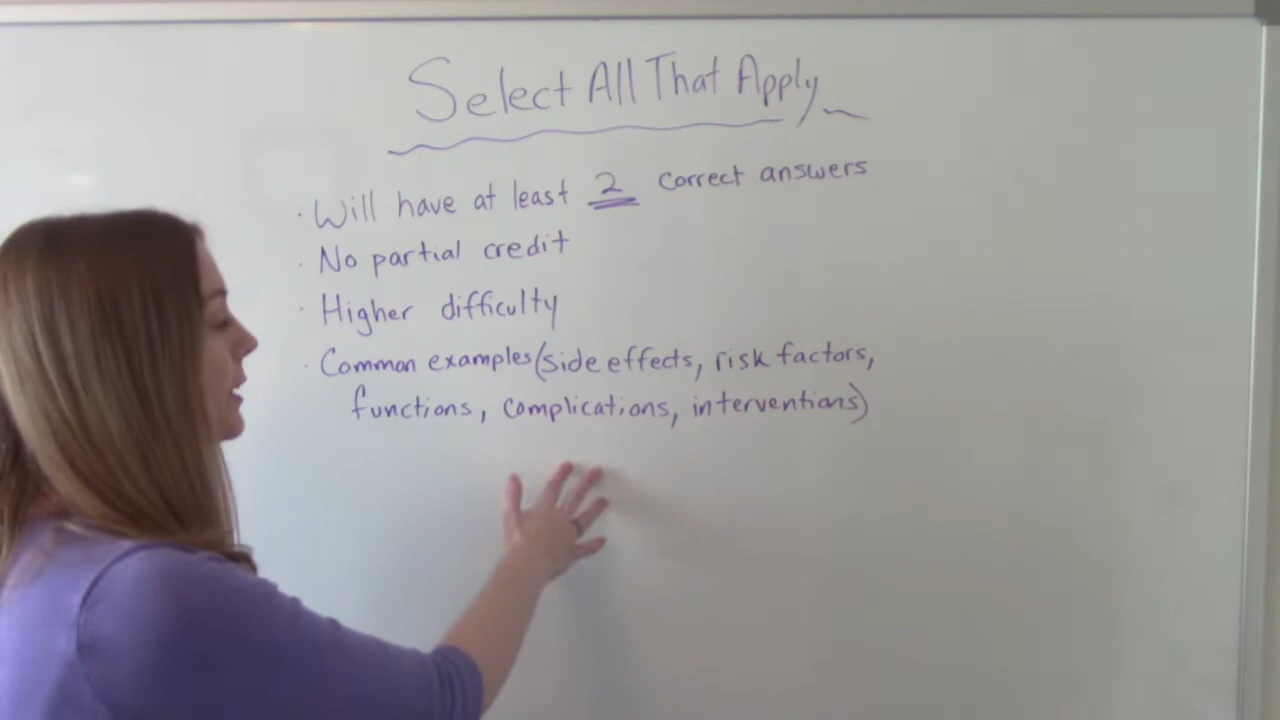 Select All That Apply
· Will have at least 2 correct answers
· No partial credit
· Higher difficulty
· Common examples (side effects, risk factors,
functions, complications, interventions)